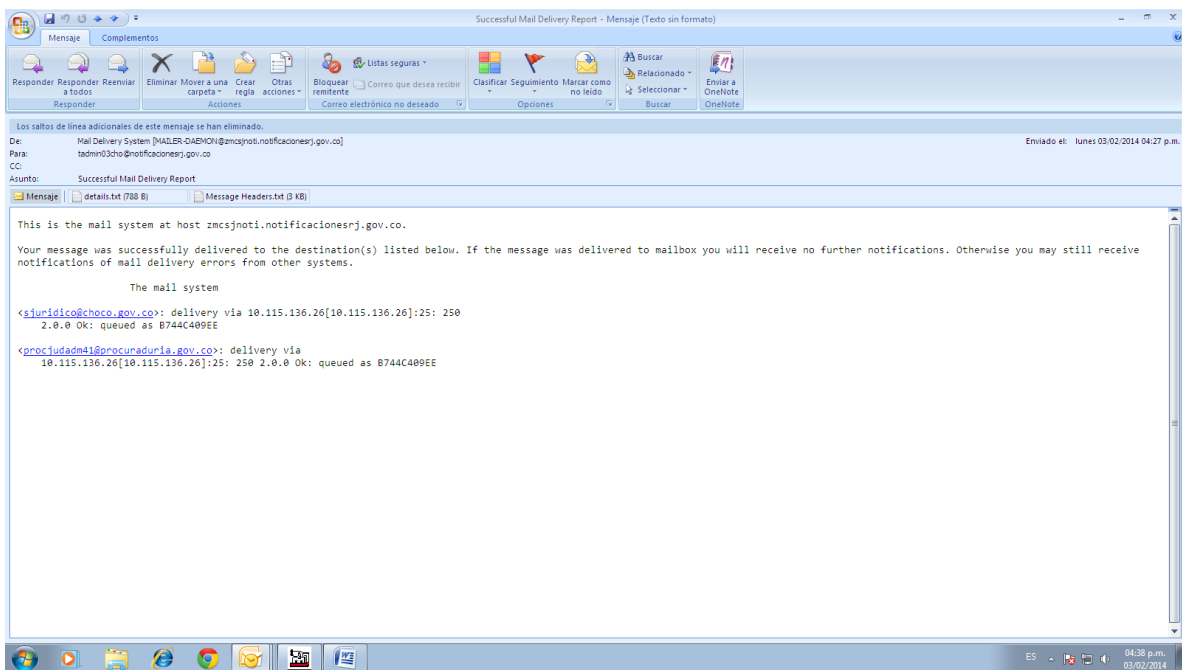 Successful Mail Delivery Report - Mensaje (Texto sin formato)
Mensaje Complementos
Responder Responder a todos Reenviar
Responder
Eliminar Mover a una carpeta Crear regla Otras acciones
Acciones
Bloquear remitente Listas seguras Correo que desea recibir
Correo electrónico no deseado
Clasificar Seguimiento Marcar como no leído
Opciones
Buscar
Relacionado
Seleccionar
Buscar
Enviar a OneNote
OneNote
Los saltos de línea adicionales de este mensaje se han eliminado.
De: Mail Delivery System [MAILER-DAEMON@zmcsjnoti.notificacionesrj.gov.co] Enviado el: lunes 03/02/2014 04:27 p.m.
Para: tadmin03cho@notificacionesrj.gov.co
CC:
Asunto: Successful Mail Delivery Report
Mensaje details.txt (788 B) Message Headers.txt (3 KB)
This is the mail system at host zmcsjnoti.notificacionesrj.gov.co.
Your message was successfully delivered to the destination(s) listed below. If the message was delivered to mailbox you will receive no further notifications. Otherwise you may still receive
notifications of mail delivery errors from other systems.
The mail system
<sjuridico@choco.gov.co>: delivery via 10.115.136.26[10.115.136.26]:25: 250
2.0.0 Ok: queued as B744C409EE
<procjudadm41@procuraduria.gov.co>: delivery via
10.115.136.26[10.115.136.26]:25: 250 2.0.0 Ok: queued as B744C409EE
ES 04:38 p.m.
03/02/2014